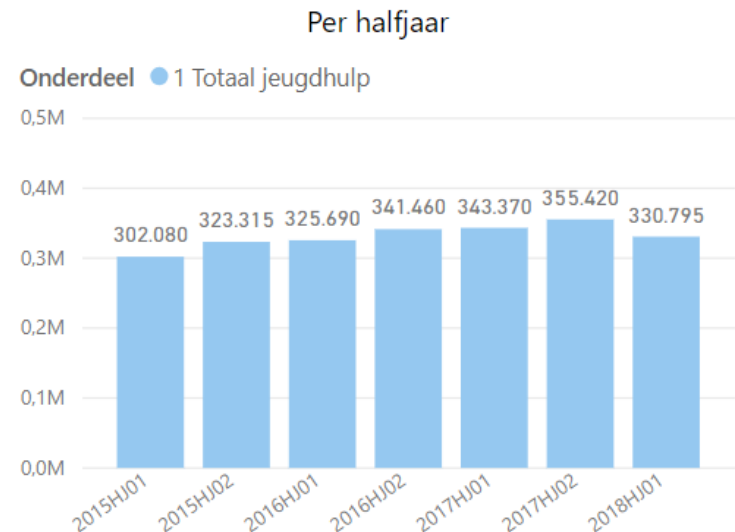 Per halfjaar
Onderdeel 1 Totaal jeugdhulp
0,5M
0,4M
0,3M
0,2M
0,1M
0,0M
302.080
323.315
325.690
341.460
343.370
355.420
330.795
2015HJ01
2015HJ02
2016HJ01
2016HJ02
2017HJ01
2017HJ02
2018HJ01